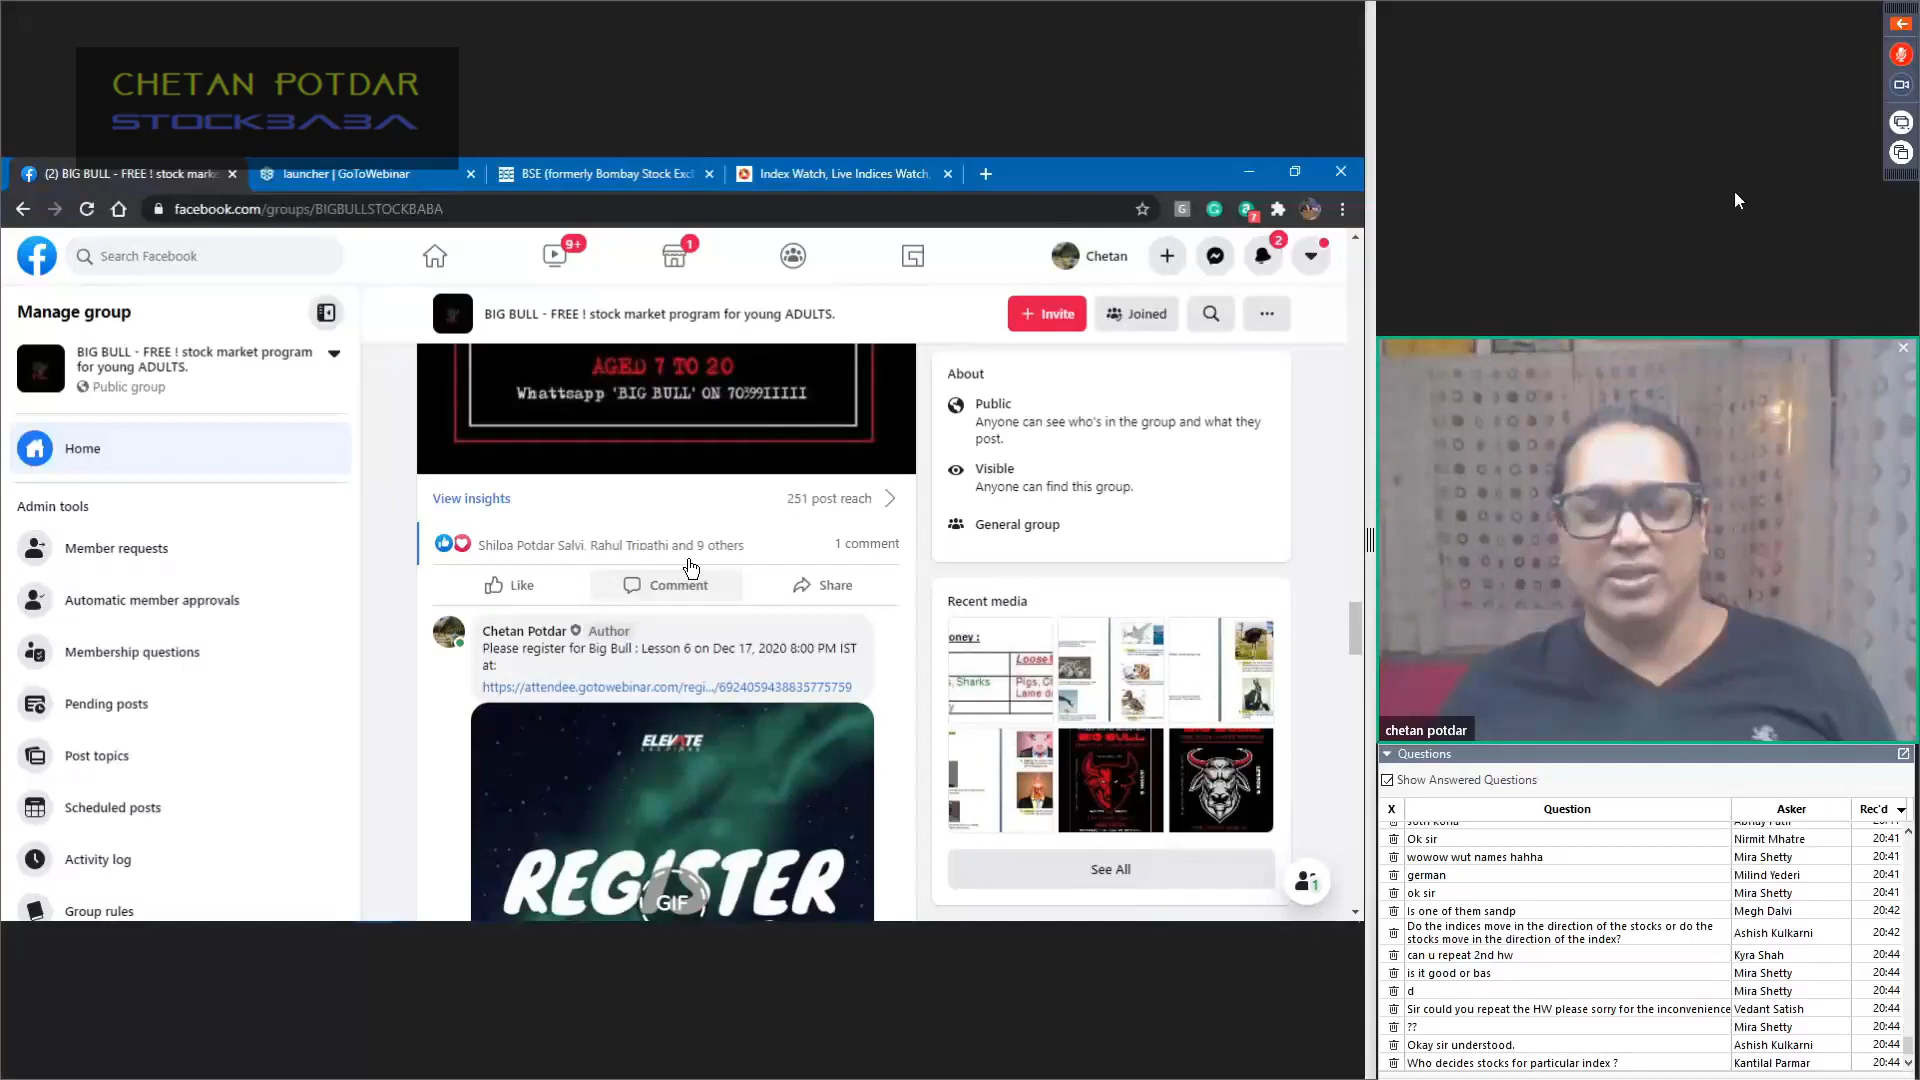 CHETAN POTDAR
STOCKBABA
(2) BIG BULL - FREE ! stock mark
launcher | GoToWebinar
BSE (formerly Bombay Stock Exc
Index Watch, Live Indices Watch,
facebook.com/groups/BIGBULLSTOCKBABA
7
Search Facebook
9+
1
Chetan
2
Manage group
BIG BULL - FREE ! stock market program
for young ADULTS.
Public group
Home
Admin tools
Member requests
Automatic member approvals
Membership questions
Pending posts
Post topics
Scheduled posts
Activity log
Group rules
BIG BULL - FREE ! stock market program for young ADULTS.
Invite
Joined
AGED 7 TO 20
Whattsapp 'BIG BULL' ON 7039911111
View insights
251 post reach
Shilpa Potdar Salvi, Rahul Tripathi and 9 others
1 comment
Like
Comment
Share
Chetan Potdar
Author
Please register for Big Bull : Lesson 6 on Dec 17, 2020 8:00 PM IST
at:
https://attendee.gotowebinar.com/regi.../6924059438835775759
ELEVATE
REGISTER
GIF
About
Public
Anyone can see who's in the group and what they
post.
Visible
Anyone can find this group.
General group
Recent media
oney :
Loose
, Sharks
Pigs, C
Lame d
BIG BULL
See All
1
chetan potdar
Questions
Show Answered Questions
X
Question
Asker
Rec'd
Ok sir
Nirmit Mhatre
20:41
wowow wut names hahha
Mira Shetty
20:41
german
Milind Yederi
20:41
ok sir
Mira Shetty
20:41
Is one of them sandp
Megh Dalvi
20:42
Do the indices move in the direction of the stocks or do the
stocks move in the direction of the index?
Ashish Kulkarni
20:42
can u repeat 2nd hw
Kyra Shah
20:44
is it good or bas
Mira Shetty
20:44
d
Mira Shetty
20:44
Sir could you repeat the HW please sorry for the inconvenience
Vedant Satish
20:44
??
Mira Shetty
20:44
Okay sir understood.
Ashish Kulkarni
20:44
Who decides stocks for particular index ?
Kantilal Parmar
20:44